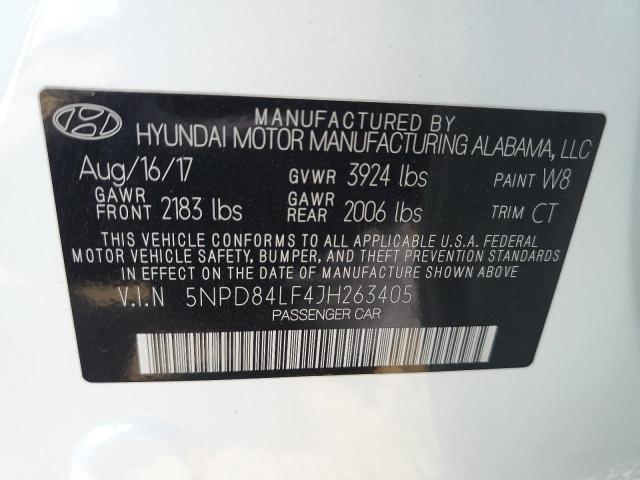 MANUFACTURED BY
HYUNDAI MOTOR MANUFACTURING ALABAMA, LLC
Aug/16/17 GVWR 3924 lbs PAINT W8
GAWR FRONT 2183 lbs GAWR REAR 2006 lbs TRIM CT
THIS VEHICLE CONFORMS TO ALL APPLICABLE U.S.A. FEDERAL
MOTOR VEHICLE SAFETY, BUMPER, AND THEFT PREVENTION STANDARDS
IN EFFECT ON THE DATE OF MANUFACTURE SHOWN ABOVE.
V.I.N 5NPD84LF4JH263405
PASSENGER CAR